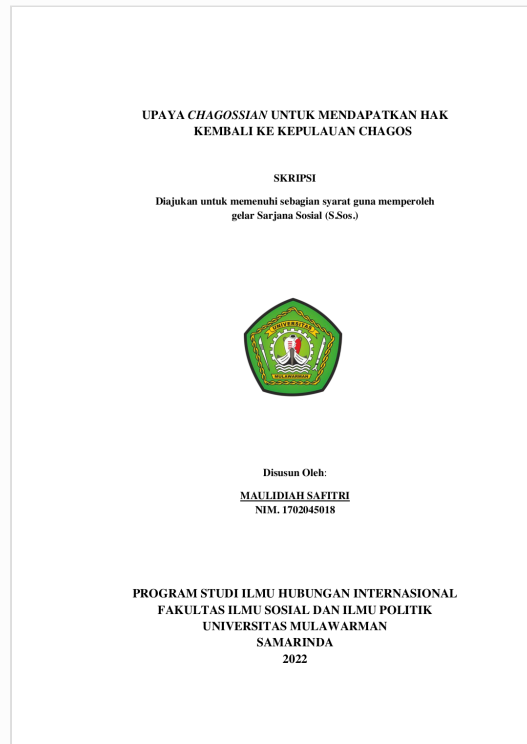 UPAYA CHAGOSSIAN UNTUK MENDAPATKAN HAK
KEMBALI KE KEPULAUAN CHAGOS
SKRIPSI
Diajukan untuk memenuhi sebagian syarat guna memperoleh
gelar Sarjana Sosial (S.Sos.)
UNIVERSITAS
MULAWARMAN
Disusun Oleh:
MAULIDIAH SAFITRI
NIM. 1702045018
PROGRAM STUDI ILMU HUBUNGAN INTERNASIONAL
FAKULTAS ILMU SOSIAL DAN ILMU POLITIK
UNIVERSITAS MULAWARMAN
SAMARINDA
2022